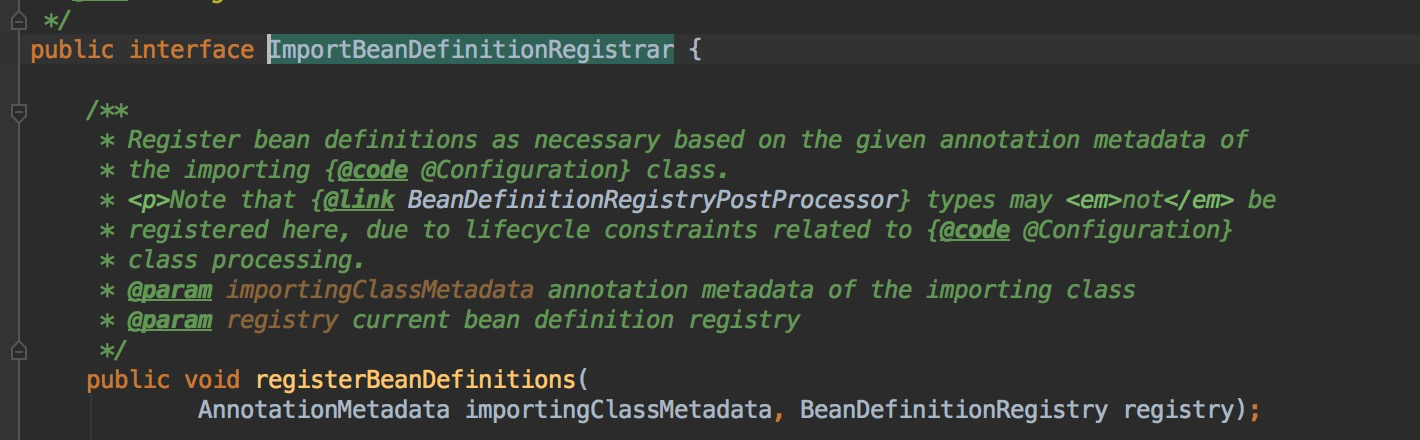 */
public interface ImportBeanDefinitionRegistrar {
/**
* Register bean definitions as necessary based on the given annotation metadata of
* the importing {@code @Configuration} class.
* <p>Note that {@link BeanDefinitionRegistryPostProcessor} types may <em>not</em> be
* registered here, due to lifecycle constraints related to {@code @Configuration}
* class processing.
* @param importingClassMetadata annotation metadata of the importing class
* @param registry current bean definition registry
*/
public void registerBeanDefinitions(
AnnotationMetadata importingClassMetadata, BeanDefinitionRegistry registry);